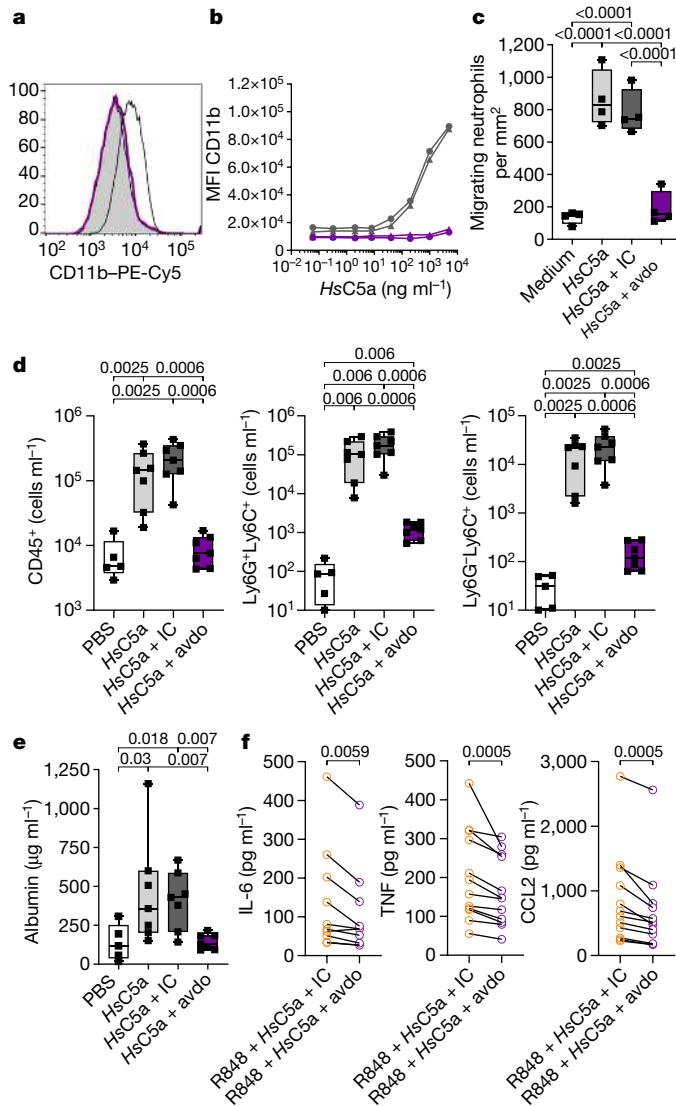 a
100
80
60
40
20
0
10² 10³ 10⁴ 10⁵
CD11b–PE-Cy5
b
MFI CD11b
1.2×10⁵
1.0×10⁵
8.0×10⁴
6.0×10⁴
4.0×10⁴
2.0×10⁴
0
10⁻² 10⁻¹ 10⁰ 10¹ 10² 10³ 10⁴
HsC5a (ng ml⁻¹)
c
<0.0001
<0.0001 <0.0001
<0.0001
Migrating neutrophils
per mm²
1,200
1,000
800
600
400
200
0
Medium
HsC5a
HsC5a + IC
HsC5a + avdo
d
0.0025 0.0006
0.0025 0.0006
CD45⁺ (cells ml⁻¹)
10⁶
10⁵
10⁴
10³
PBS
HsC5a
HsC5a + IC
HsC5a + avdo
0.006
0.006 0.0006
0.006 0.0006
Ly6G⁺Ly6C⁺ (cells ml⁻¹)
10⁶
10⁵
10⁴
10³
10²
10¹
PBS
HsC5a
HsC5a + IC
HsC5a + avdo
0.0025
0.0025 0.0006
0.0025 0.0006
Ly6G⁻Ly6C⁺ (cells ml⁻¹)
10⁵
10⁴
10³
10²
10¹
PBS
HsC5a
HsC5a + IC
HsC5a + avdo
e
0.018 0.007
0.03 0.007
Albumin (µg ml⁻¹)
1,250
1,000
750
500
250
0
PBS
HsC5a
HsC5a + IC
HsC5a + avdo
f
0.0059
IL-6 (pg ml⁻¹)
500
400
300
200
100
0
R848 + HsC5a + IC
R848 + HsC5a + avdo
0.0005
TNF (pg ml⁻¹)
500
400
300
200
100
0
R848 + HsC5a + IC
R848 + HsC5a + avdo
0.0005
CCL2 (pg ml⁻¹)
3,000
2,000
1,000
0
R848 + HsC5a + IC
R848 + HsC5a + avdo